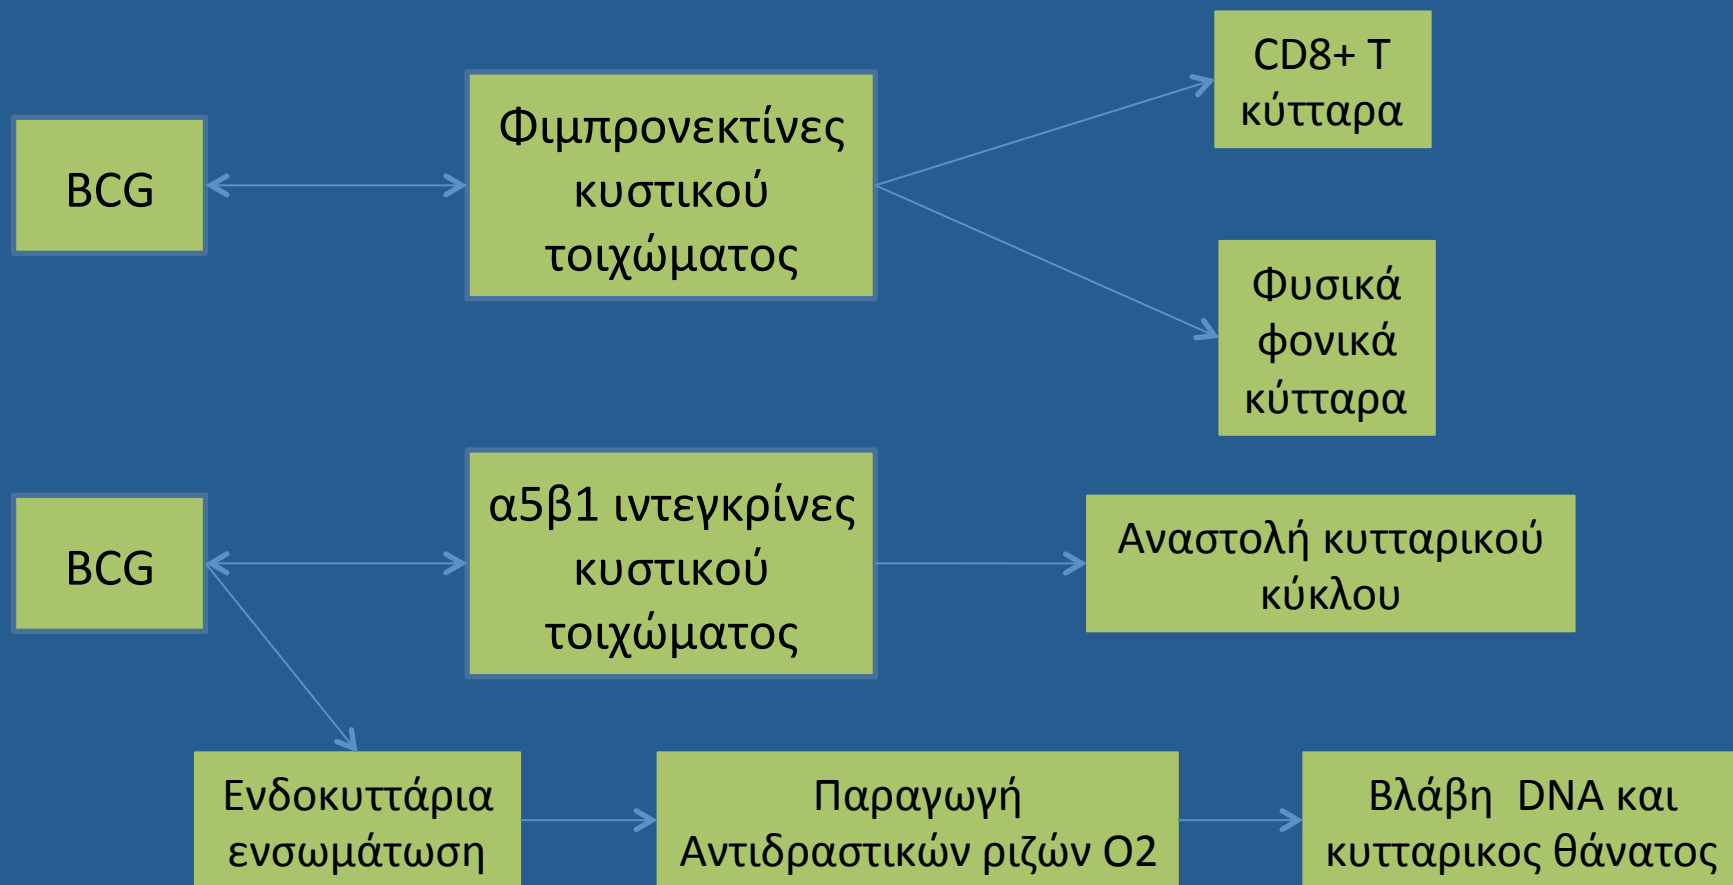 BCG
Φιμπρονεκτίνες
κυστικού
τοιχώματος
CD8+ T
κύτταρα
Φυσικά
φονικά
κύτταρα
BCG
α5β1 ιντεγκρίνες
κυστικού
τοιχώματος
Αναστολή κυτταρικού
κύκλου
Ενδοκυττάρια
ενσωμάτωση
Παραγωγή
Αντιδραστικών ριζών Ο2
Βλάβη DNA και
κυτταρικος θάνατος